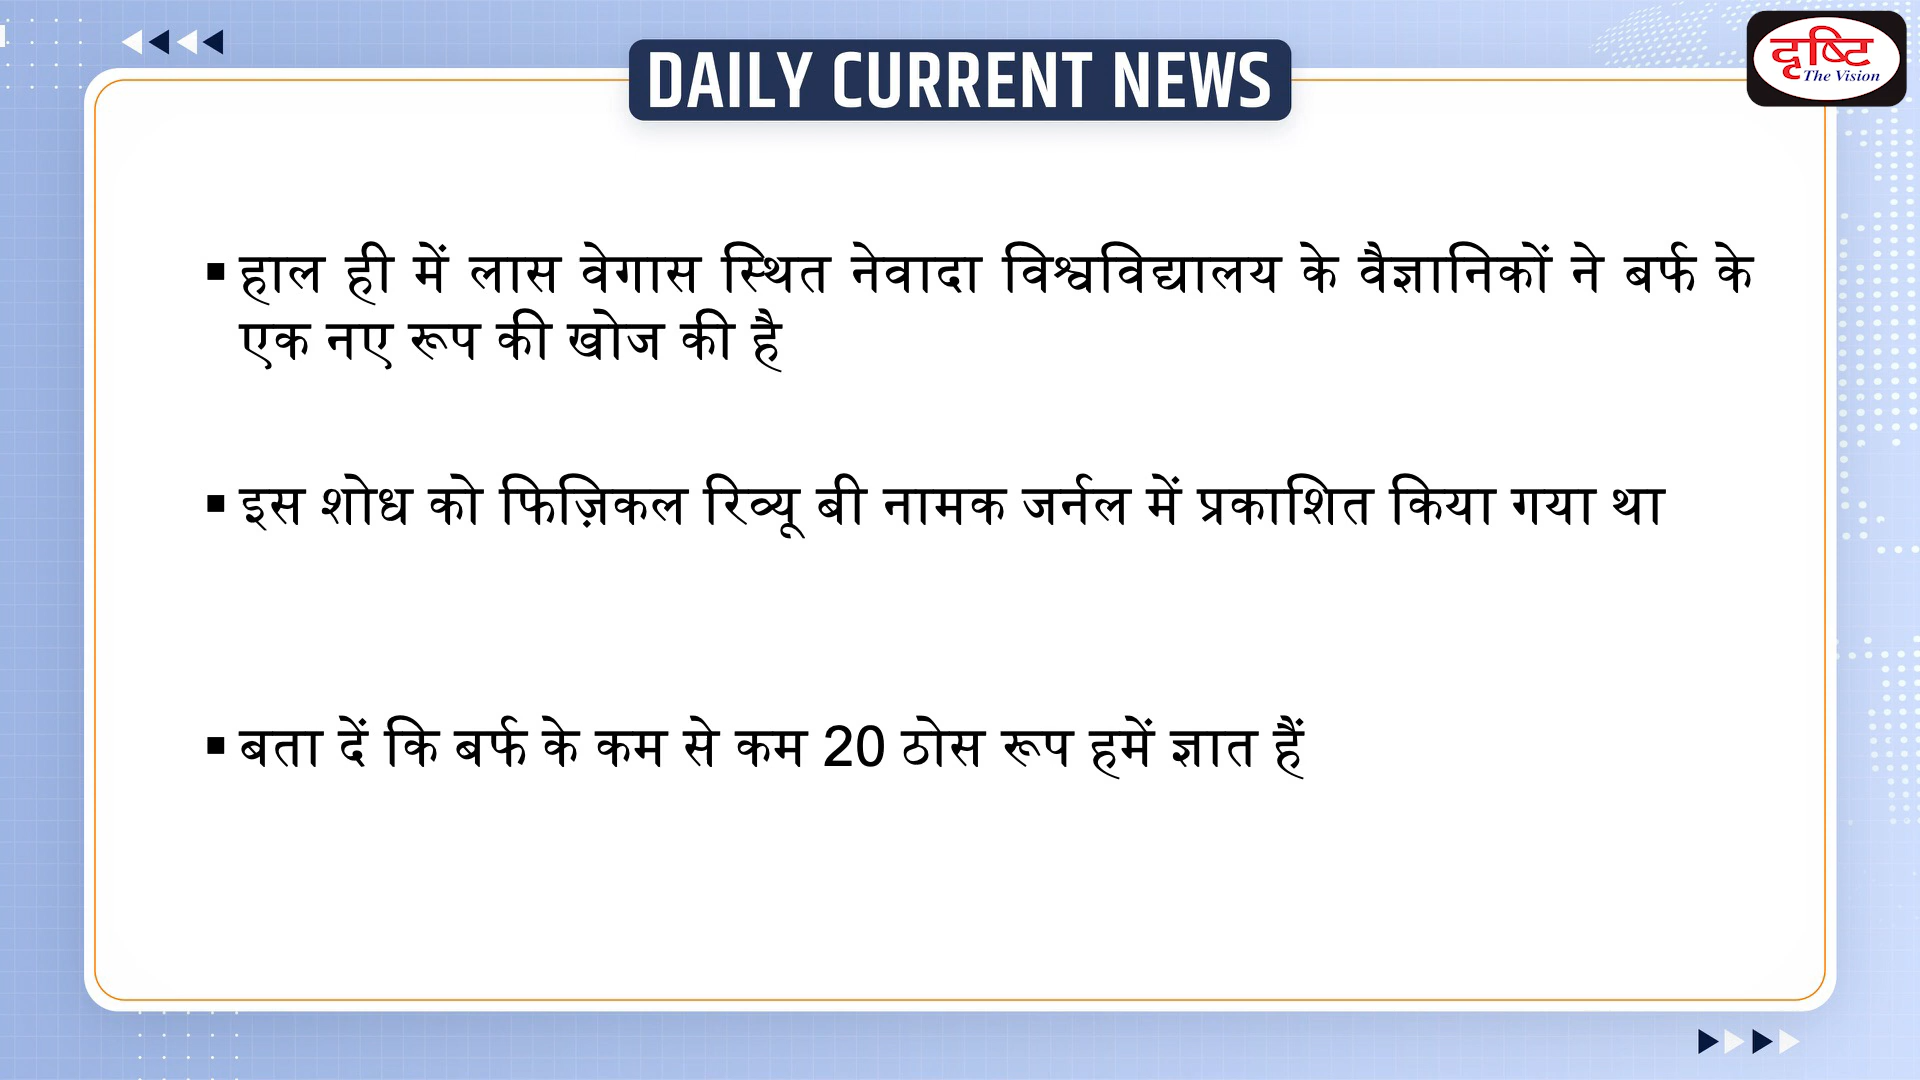 DAILY CURRENT NEWS
दृष्टि
The Vision
▪ हाल ही में लास वेगास स्थित नेवादा विश्वविद्यालय के वैज्ञानिकों ने बर्फ के
एक नए रूप की खोज की है
▪ इस शोध को फिज़िकल रिव्यू बी नामक जर्नल में प्रकाशित किया गया था
▪ बता दें कि बर्फ के कम से कम 20 ठोस रूप हमें ज्ञात हैं